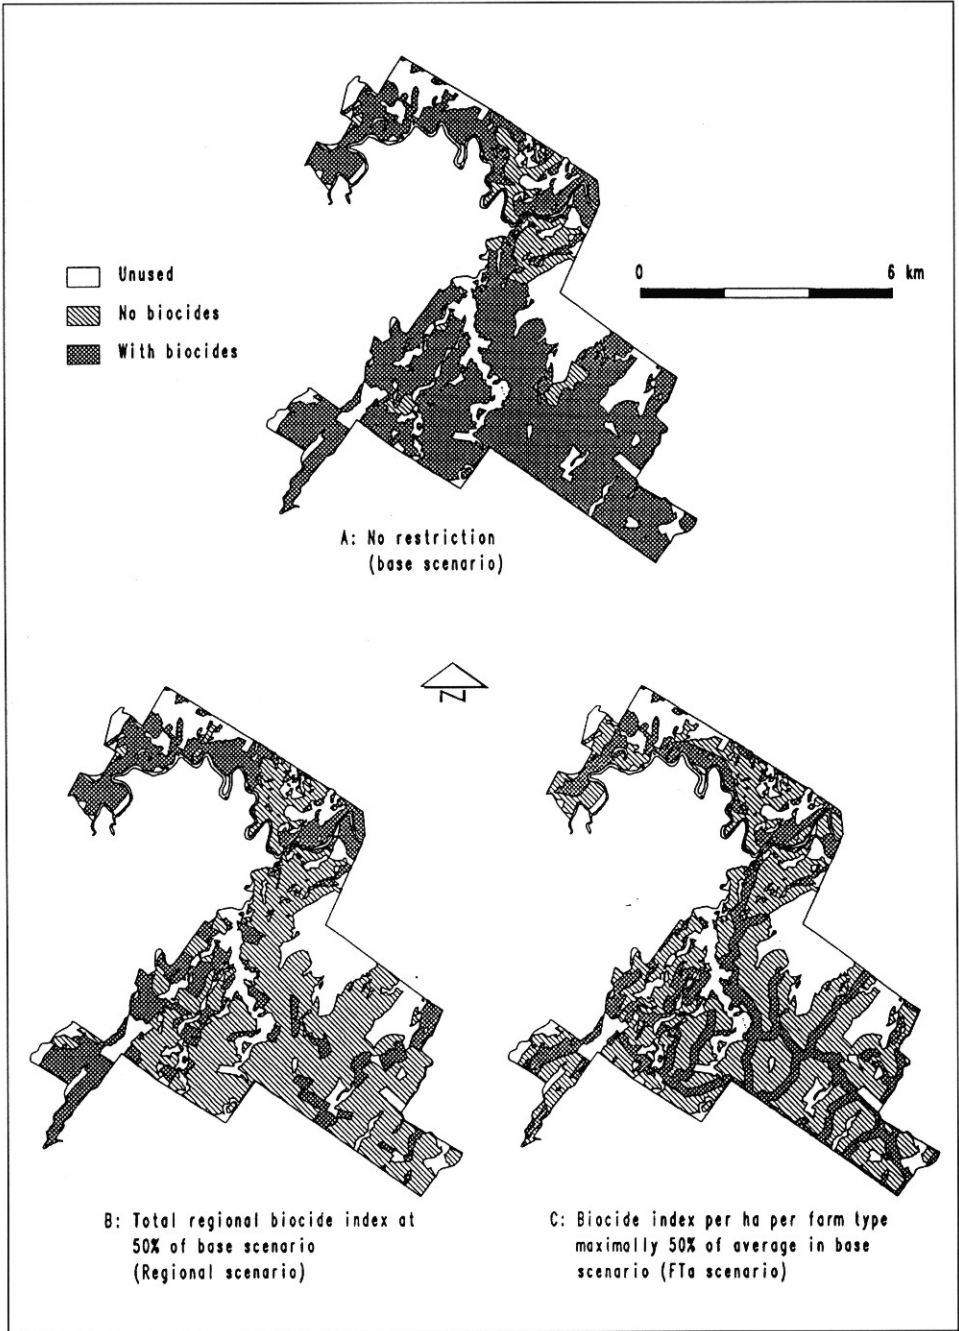 Unused
No biocides
With biocides
0 6 km
A: No restriction
(base scenario)
N
B: Total regional biocide index at
50% of base scenario
(Regional scenario)
C: Biocide index per ha per farm type
maximally 50% of average in base
scenario (FTa scenario)